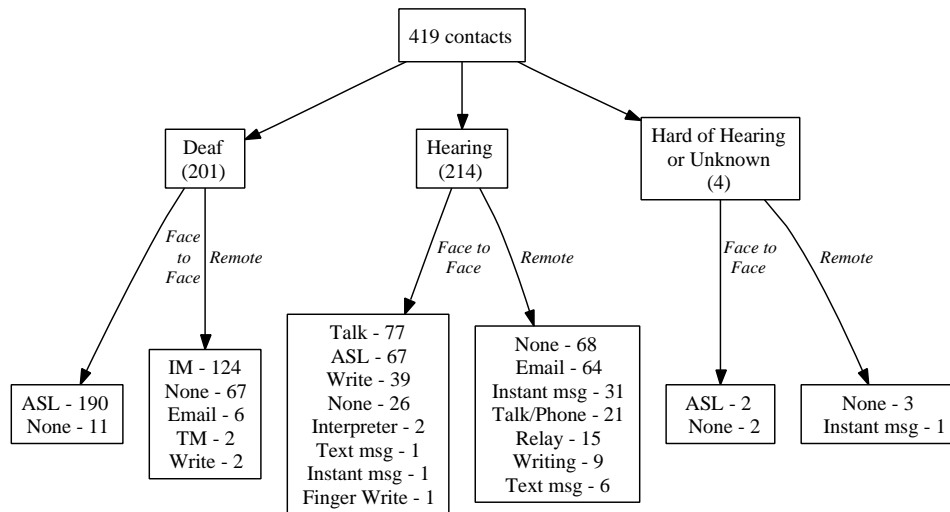 419 contacts
Deaf
(201)
Hearing
(214)
Hard of Hearing
or Unknown
(4)
Face
to
Face
Remote
Face to
Face
Remote
Face to
Face
Remote
ASL - 190
None - 11
IM - 124
None - 67
Email - 6
TM - 2
Write - 2
Talk - 77
ASL - 67
Write - 39
None - 26
Interpreter - 2
Text msg - 1
Instant msg - 1
Finger Write - 1
None - 68
Email - 64
Instant msg - 31
Talk/Phone - 21
Relay - 15
Writing - 9
Text msg - 6
ASL - 2
None - 2
None - 3
Instant msg - 1